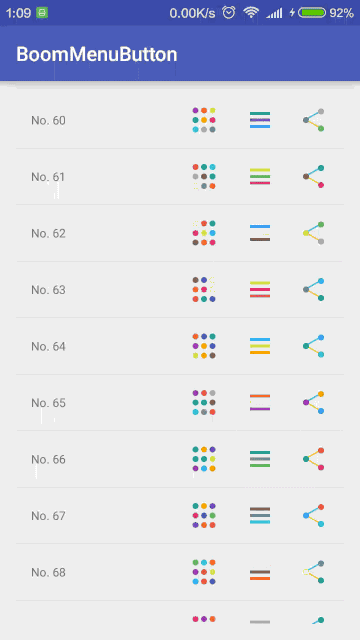 1:09 0.00K/s 92%
BoomMenuButton
No. 60
No. 61
No. 62
No. 63
No. 64
No. 65
No. 66
No. 67
No. 68